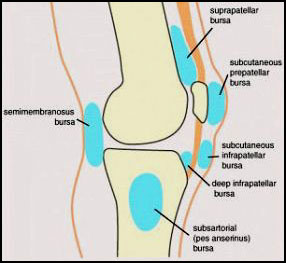 suprapatellar
bursa
subcutaneous
prepatellar
bursa
semimembranosus
bursa
subcutaneous
infrapatellar
bursa
deep infrapatellar
bursa
subsartorial
(pes anserinus)
bursa